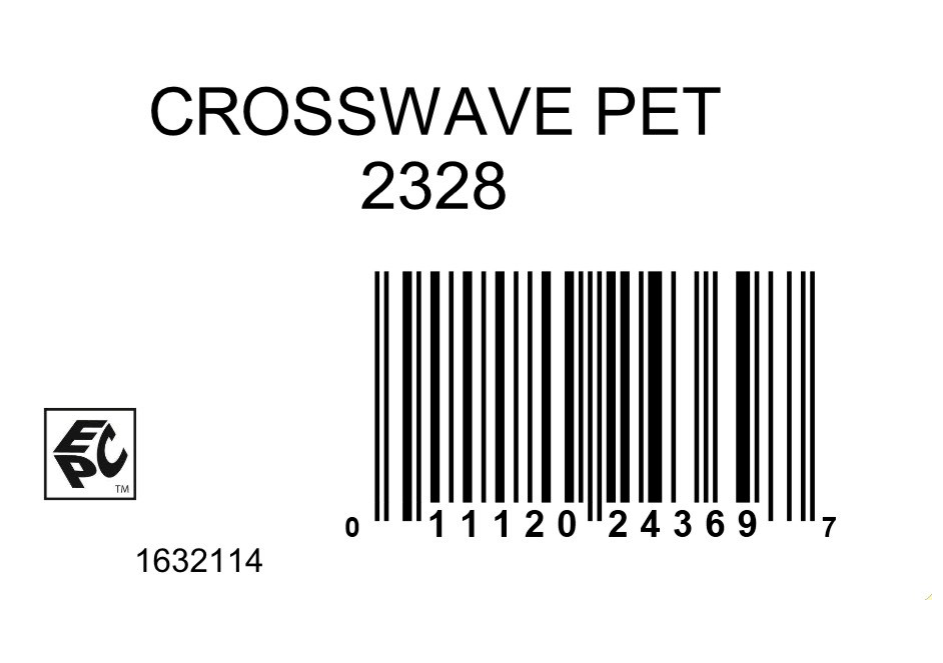 CROSSWAVE PET
2328
EPC
TM
0 11120 24369 7
1632114